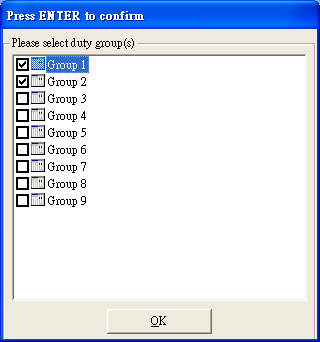 Press ENTER to confirm
Please select duty group(s)
Group 1
Group 2
Group 3
Group 4
Group 5
Group 6
Group 7
Group 8
Group 9
OK